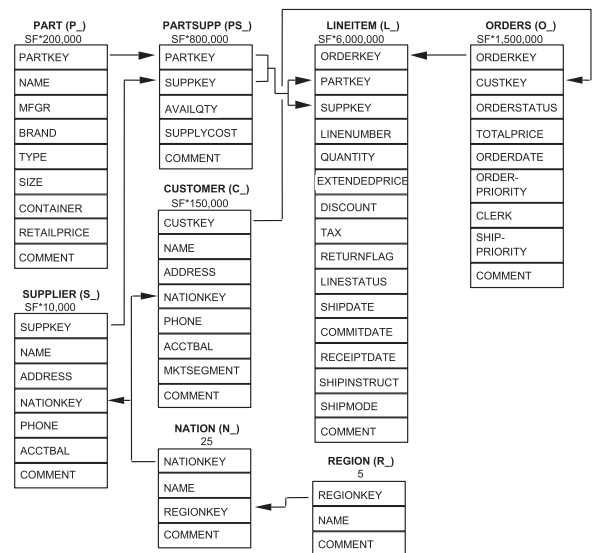 PART (P_)
SF*200,000
PARTKEY
NAME
MFGR
BRAND
TYPE
SIZE
CONTAINER
RETAILPRICE
COMMENT
SUPPLIER (S_)
SF*10,000
SUPPKEY
NAME
ADDRESS
NATIONKEY
PHONE
ACCTBAL
COMMENT
PARTSUPP (PS_)
SF*800,000
PARTKEY
SUPPKEY
AVAILQTY
SUPPLYCOST
COMMENT
CUSTOMER (C_)
SF*150,000
CUSTKEY
NAME
ADDRESS
NATIONKEY
PHONE
ACCTBAL
MKTSEGMENT
COMMENT
NATION (N_)
25
NATIONKEY
NAME
REGIONKEY
COMMENT
LINEITEM (L_)
SF*6,000,000
ORDERKEY
PARTKEY
SUPPKEY
LINENUMBER
QUANTITY
EXTENDEDPRICE
DISCOUNT
TAX
RETURNFLAG
LINESTATUS
SHIPDATE
COMMITDATE
RECEIPTDATE
SHIPINSTRUCT
SHIPMODE
COMMENT
REGION (R_)
5
REGIONKEY
NAME
COMMENT
ORDERS (O_)
SF*1,500,000
ORDERKEY
CUSTKEY
ORDERSTATUS
TOTALPRICE
ORDERDATE
ORDER-
PRIORITY
CLERK
SHIP-
PRIORITY
COMMENT